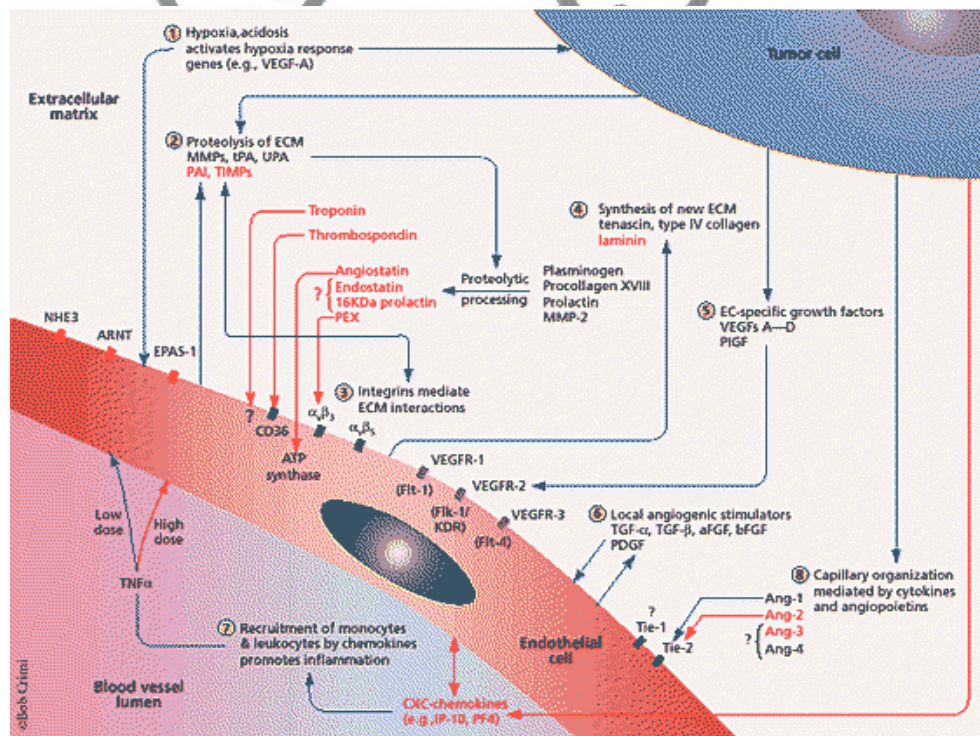 ① Hypoxia,acidosis
activates hypoxia response
genes (e.g., VEGF-A)
Tumor cell
Extracellular
matrix
② Proteolysis of ECM
MMPs, tPA, UPA
PAI, TIMPs
Troponin
Thrombospondin
Angiostatin
? Endostatin
16KDa prolactin
PEX
Proteolytic
processing
Plasminogen
Procollagen XVIII
Prolactin
MMP-2
④ Synthesis of new ECM
tenascin, type IV collagen
laminin
⑤ EC-specific growth factors
VEGFs A—D
PlGF
NHE3
ARNT
EPAS-1
③ Integrins mediate
ECM interactions
?
CD36
αvβ3
αvβ5
ATP
synthase
VEGFR-1
(Flt-1)
VEGFR-2
(Flk-1/
KDR)
VEGFR-3
(Flt-4)
⑥ Local angiogenic stimulators
TGF-α, TGF-β, aFGF, bFGF
PDGF
⑧ Capillary organization
mediated by cytokines
and angiopoietins
Ang-1
Ang-2
? Ang-3
Ang-4
?
Tie-1
Tie-2
Low
dose
High
dose
TNFα
⑦ Recruitment of monocytes
& leukocytes by chemokines
promotes inflammation
Endothelial
cell
Blood vessel
lumen
CXC-chemokines
(e.g.,IP-10, PF4)
©Bob Crimi